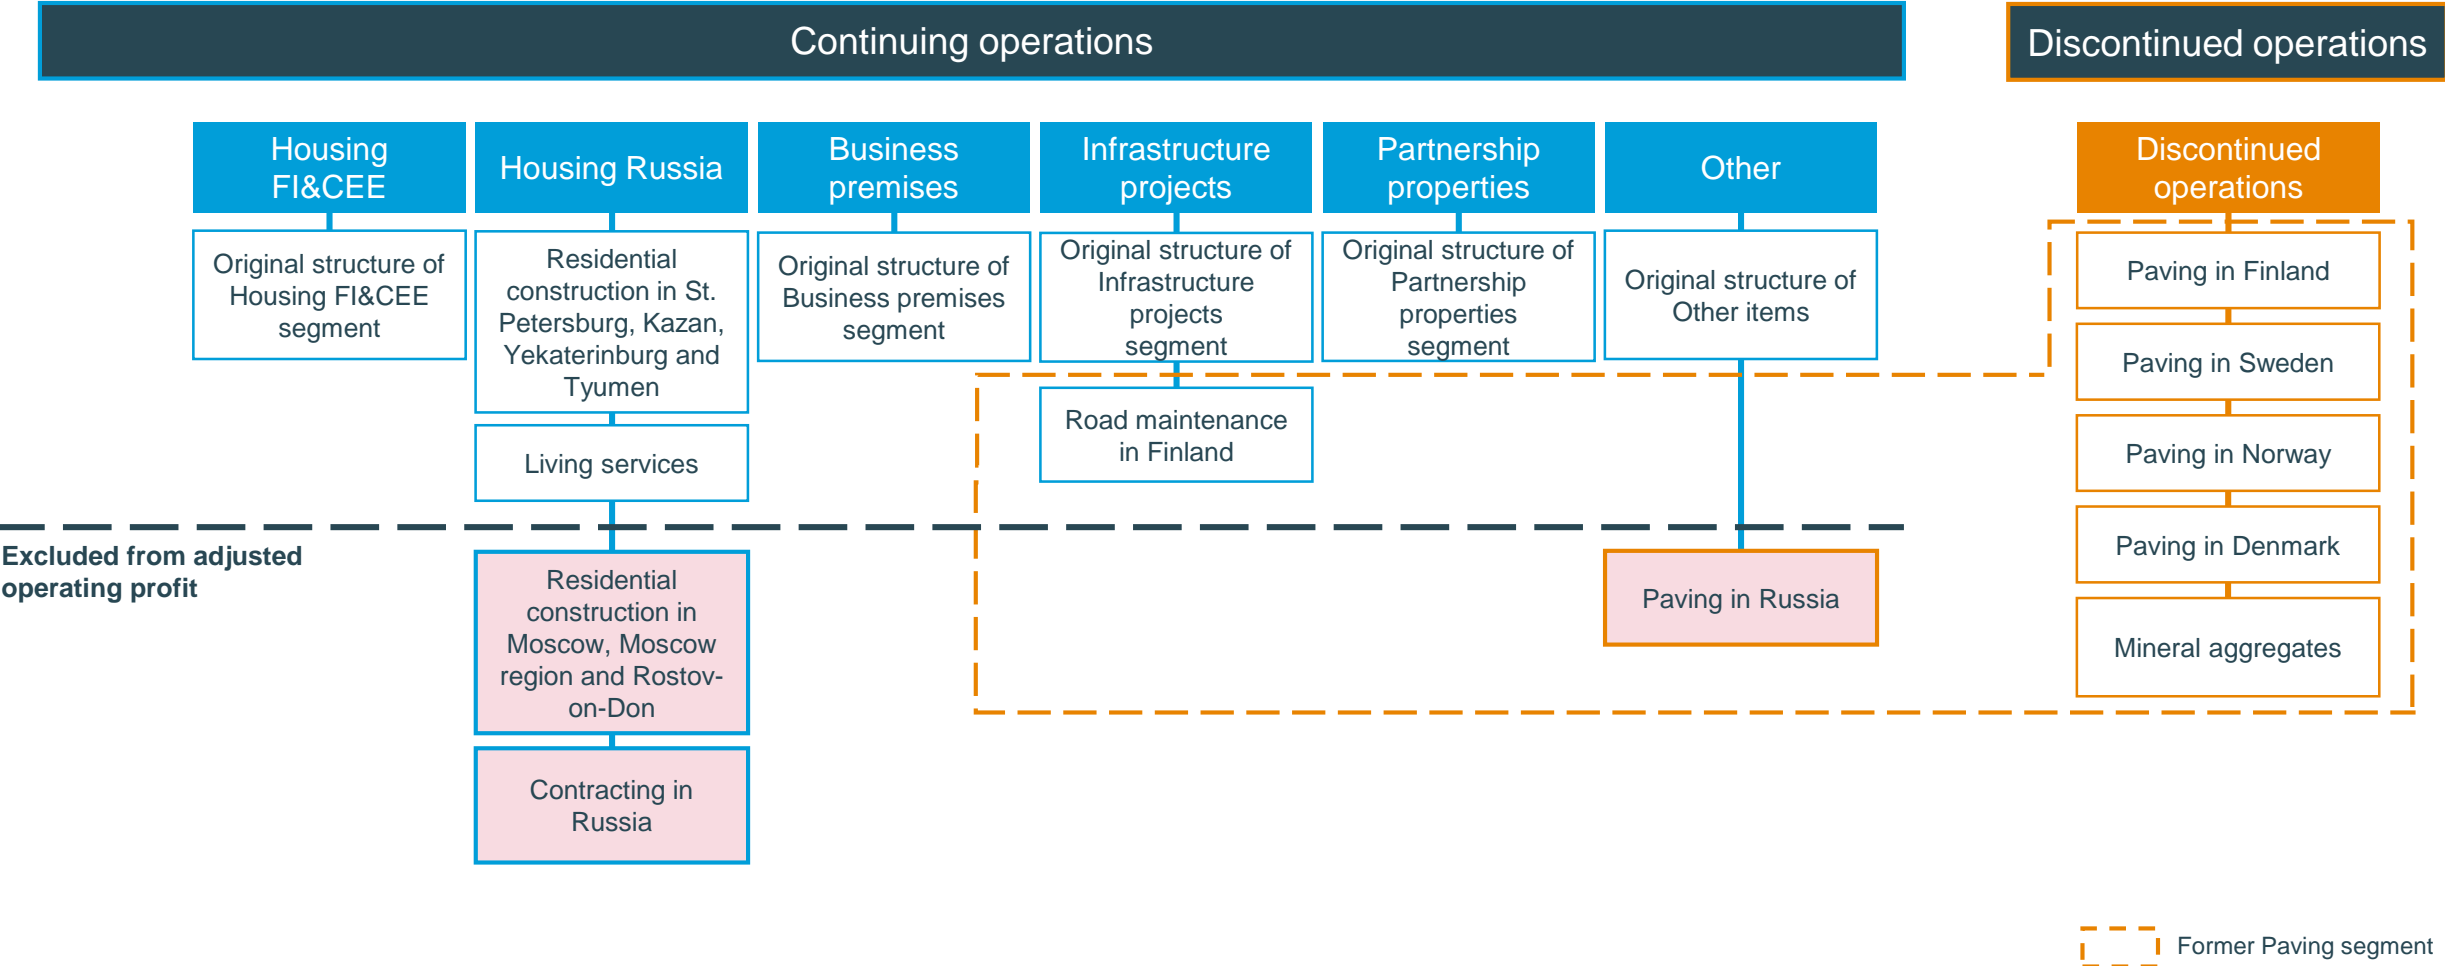 Continuing operations
Discontinued operations
Housing
FI&CEE
Housing Russia
Business
premises
Infrastructure
projects
Partnership
properties
Other
Discontinued
operations
Original structure of
Housing FI&CEE
segment
Residential
construction in St.
Petersburg, Kazan,
Yekaterinburg and
Tyumen
Original structure of
Business premises
segment
Original structure of
Infrastructure
projects
segment
Original structure of
Partnership
properties
segment
Original structure of
Other items
Paving in Finland
Paving in Sweden
Living services
Road maintenance
in Finland
Paving in Norway
Excluded from adjusted
operating profit
Residential
construction in
Moscow, Moscow
region and Rostov-
on-Don
Paving in Russia
Paving in Denmark
Mineral aggregates
Contracting in
Russia
Former Paving segment